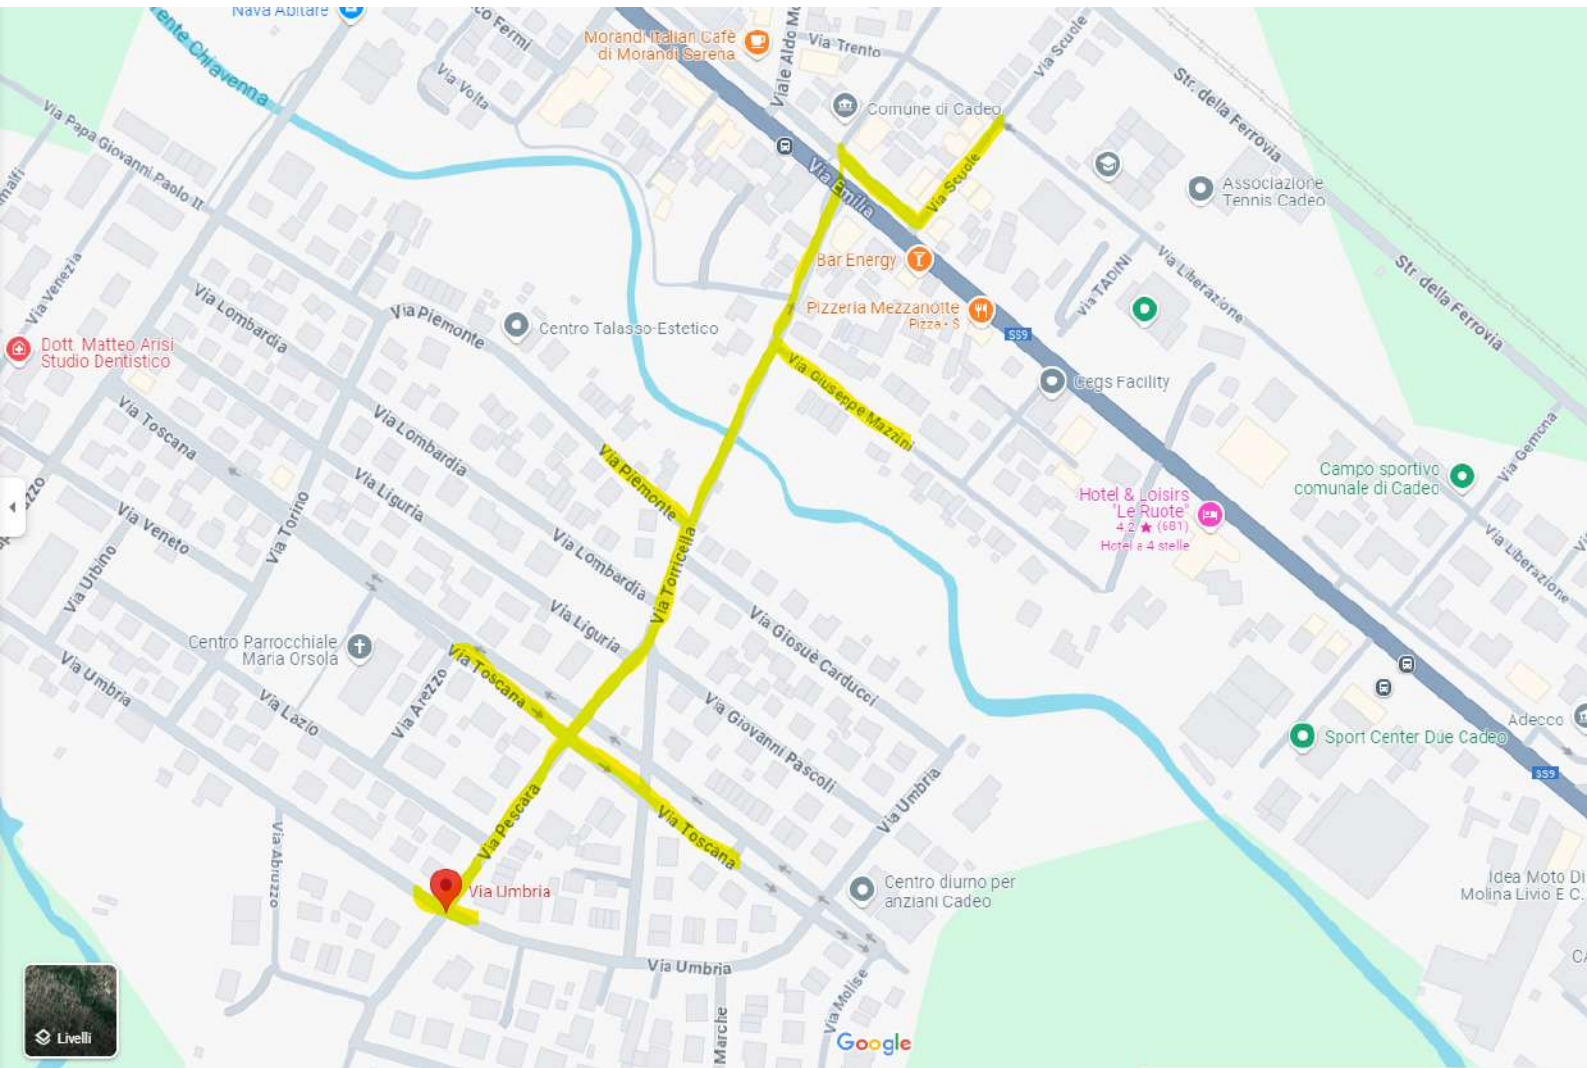 Nava Abitare
Morandi Italian Cafè
di Morandi Serena
Viale Aldo
Via Trento
Via Scuole
Via Volta
Comune di Cadeo
Str. della Ferrovia
Via Papa Giovanni Paolo II
Via Emilia
Via Scuole
Associazione
Tennis Cadeo
Via Venezia
Bar Energy
Via TADINI
Via Liberazione
Str. della Ferrovia
Via Lombardia
Via Piemonte
Centro Talasso-Estetico
Pizzeria Mezzanotte
Pizza • $
SS9
Dott. Matteo Arisi
Studio Dentistico
Via Giuseppe Mazzini
Cegs Facility
Via Toscana
Via Lombardia
Via Gemona
Via Piemonte
Campo sportivo
comunale di Cadeo
Via Liguria
Hotel & Loisirs
"Le Ruote"
4,2 ★ (681)
Hotel a 4 stelle
Via Veneto
Via Torino
Via Lombardia
Via Torricella
Via Liberazione
Via Urbino
Via Liguria
Via Giosuè Carducci
Centro Parrocchiale
Maria Orsola
Via Umbria
Via Toscana
Via Arezzo
Via Lazio
Via Giovanni Pascoli
Adecco
Sport Center Due Cadeo
SS9
Via Umbria
Via Pescara
Via Toscana
Via Abruzzo
Via Umbria
Centro diurno per
anziani Cadeo
Idea Moto Di
Molina Livio E C.
Via Umbria
Via Molise
Marche
Livelli
Google